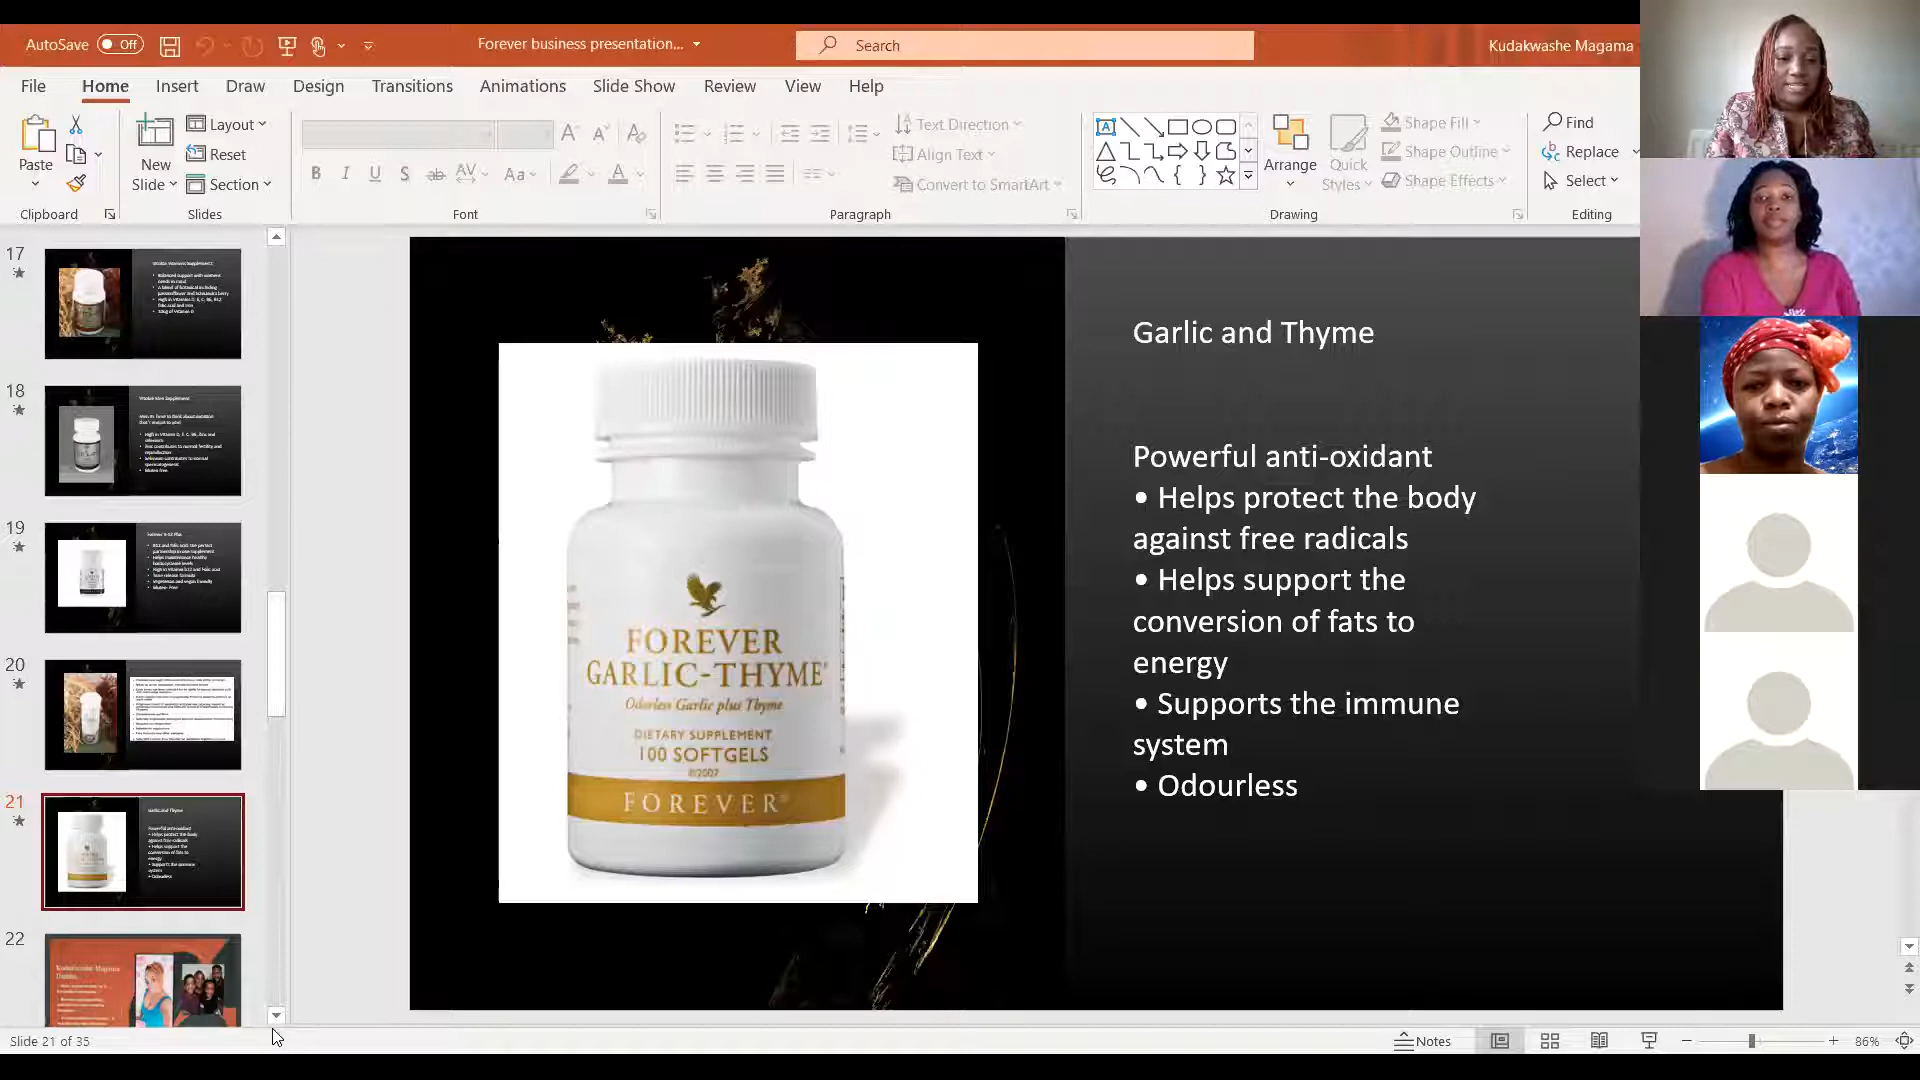 AutoSave Off
Forever business presentation...
Search
Kudakwashe Magama
File Home Insert Draw Design Transitions Animations Slide Show Review View Help
Paste
New
Slide
Layout
Reset
Section
Text Direction
Align Text
Convert to SmartArt
Arrange
Quick
Styles
Shape Fill
Shape Outline
Shape Effects
Find
Replace
Select
Clipboard
Slides
Font
Paragraph
Drawing
Editing
17
18
19
20
21
22
FOREVER
GARLIC-THYME®
Odorless Garlic plus Thyme
DIETARY SUPPLEMENT
100 SOFTGELS
FOREVER®
Garlic and Thyme
Powerful anti-oxidant
• Helps protect the body
against free radicals
• Helps support the
conversion of fats to
energy
• Supports the immune
system
• Odourless
Slide 21 of 35
Notes
86%